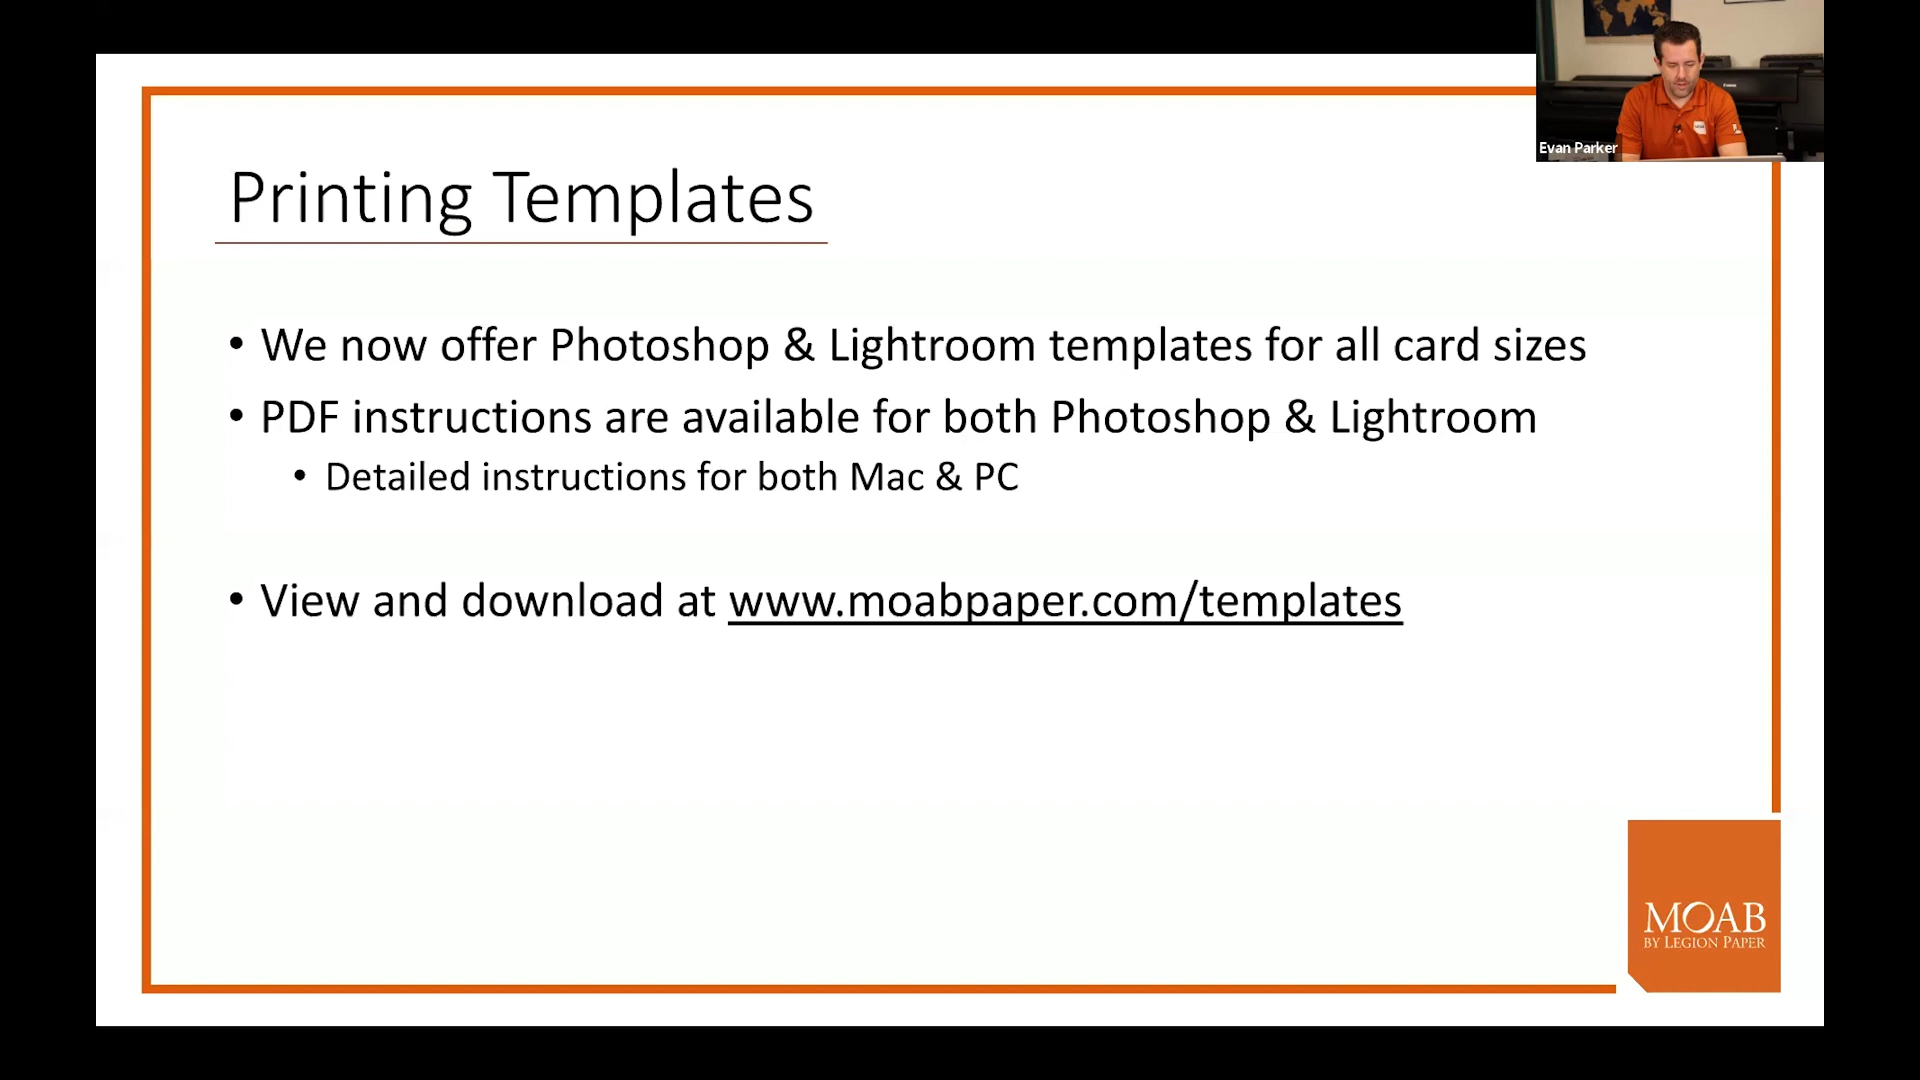 Evan Parker
Printing Templates
• We now offer Photoshop & Lightroom templates for all card sizes
• PDF instructions are available for both Photoshop & Lightroom
• Detailed instructions for both Mac & PC
• View and download at www.moabpaper.com/templates
MOAB
BY LEGION PAPER